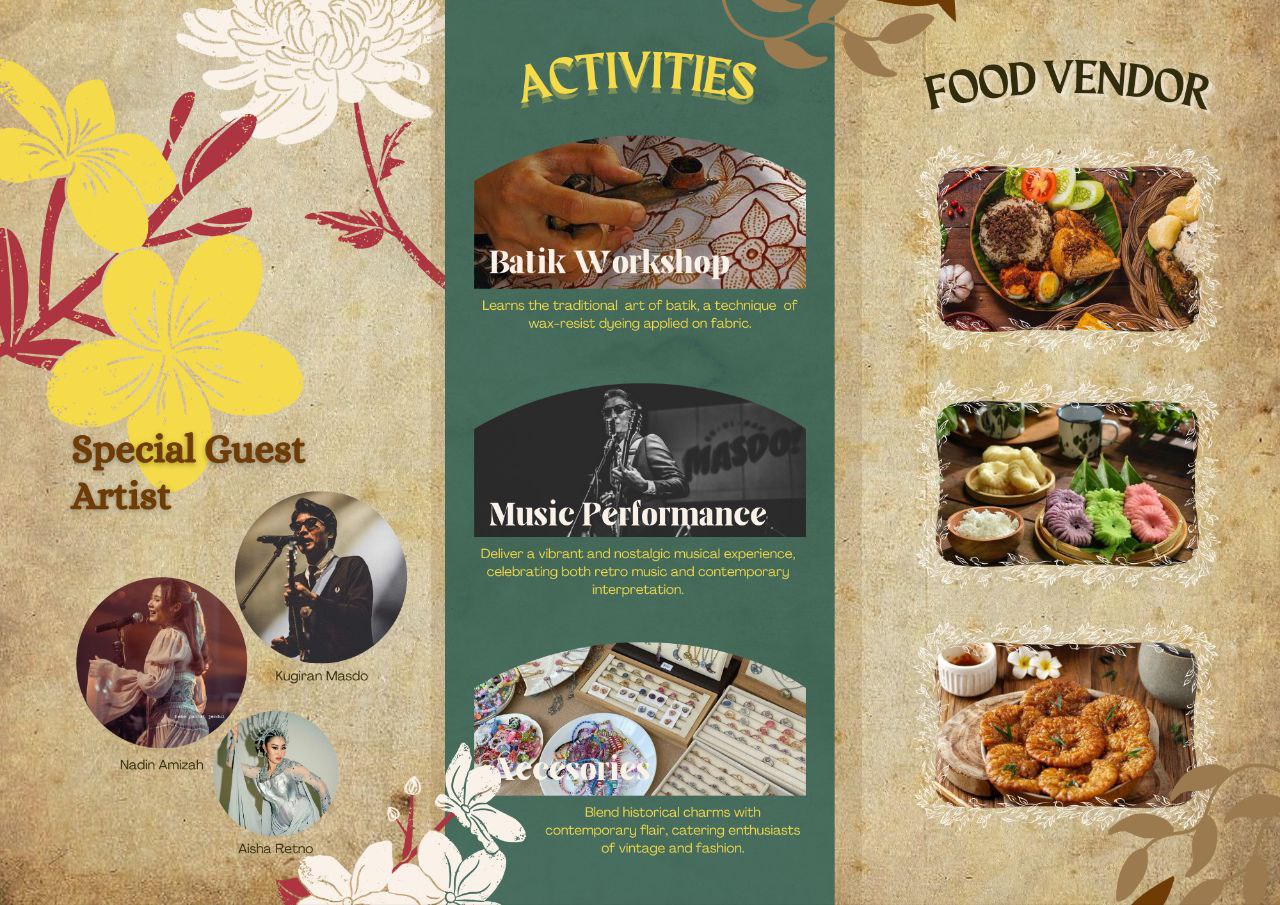 Special Guest
Artist
Kugiran Masdo
Nadin Amizah
Aisha Retno
ACTIVITIES
Batik Workshop
Learns the traditional art of batik, a technique of
wax-resist dyeing applied on fabric.
MASDO!
Music Performance
Deliver a vibrant and nostalgic musical experience,
celebrating both retro music and contemporary
interpretation.
Accesories
Blend historical charms with
contemporary flair, catering enthusiasts
of vintage and fashion.
FOOD VENDOR